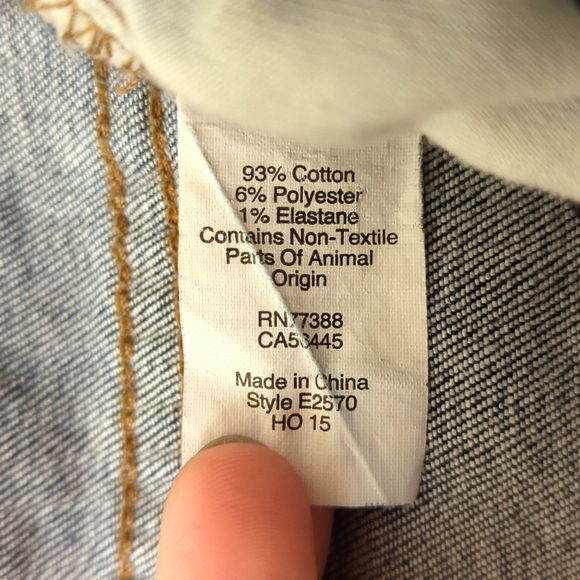 93% Cotton
6% Polyester
1% Elastane
Contains Non-Textile
Parts Of Animal
Origin
RN77388
CA56445
Made in China
Style E2570
HO 15